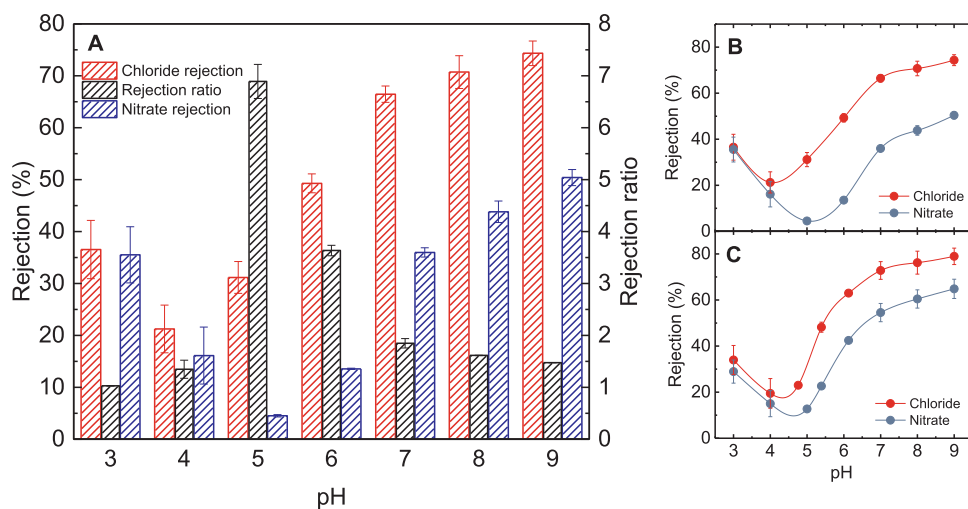 A
Chloride rejection
Rejection ratio
Nitrate rejection
Rejection (%)
80
70
60
50
40
30
20
10
0
Rejection ratio
8
7
6
5
4
3
2
1
0
3 4 5 6 7 8 9
pH
B
Rejection (%)
80
60
40
20
0
Chloride
Nitrate
C
Rejection (%)
80
60
40
20
0
Chloride
Nitrate
3 4 5 6 7 8 9
pH